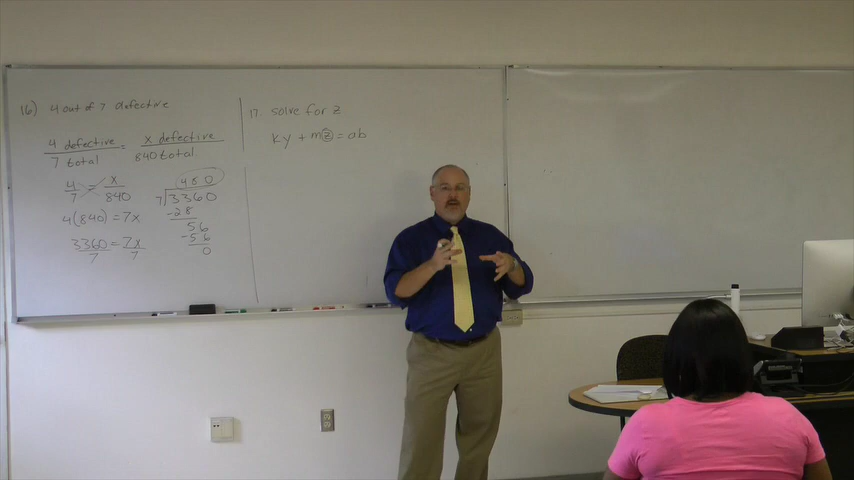 16) 4 out of 7 defective
4 defective / 7 total = x defective / 840 total
4/7 = x/840
4(840) = 7x
3360/7 = 7x/7
480
7 3360
-28
56
-56
0
17. solve for z
ky + mz = ab